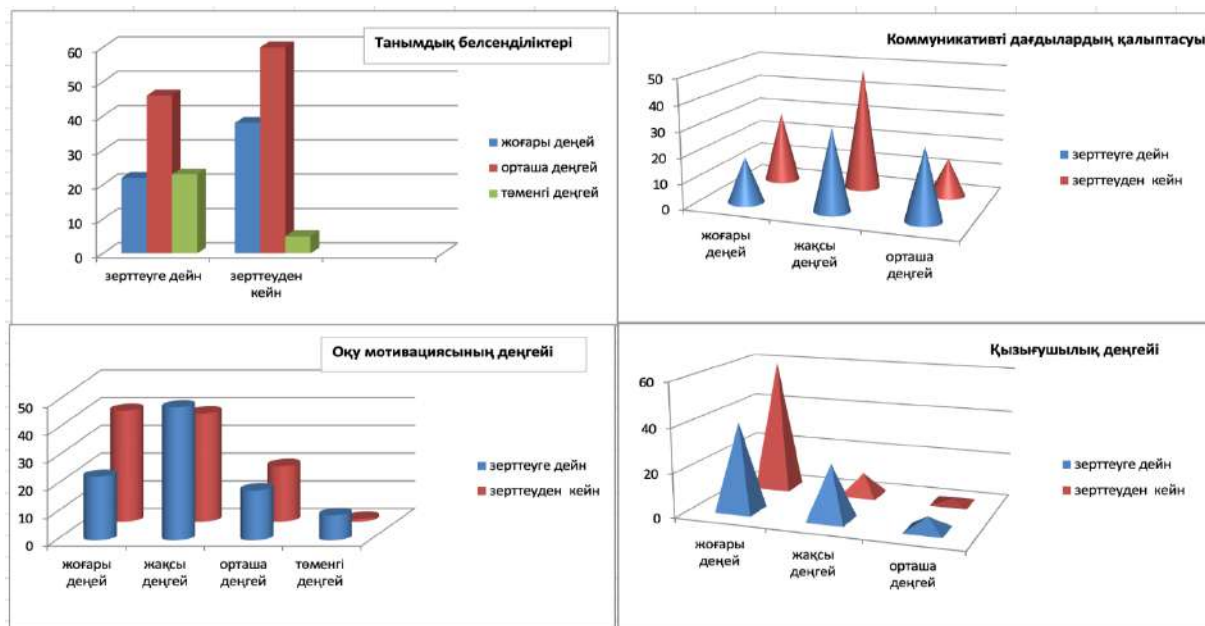 Танымдық белсенділіктері
60
50
40
30
20
10
0
зерттеуге дейн
зерттеуден
кейн
жоғары деңей
орташа деңгей
төменгі деңгей
Коммуникативті дағдылардың қалыптасуы
50
40
30
20
10
0
жоғары
деңей
жақсы
деңгей
орташа
деңгей
зерттеуге дейн
зерттеуден кейн
Оқу мотивациясының деңгейі
50
40
30
20
10
0
жоғары
деңей
жақсы
деңгей
орташа
деңгей
төменгі
деңгей
зерттеуге дейн
зерттеуден кейн
Қызығушылық деңгейі
60
40
20
0
жоғары
деңей
жақсы
деңгей
орташа
деңгей
зерттеуге дейн
зерттеуден кейн